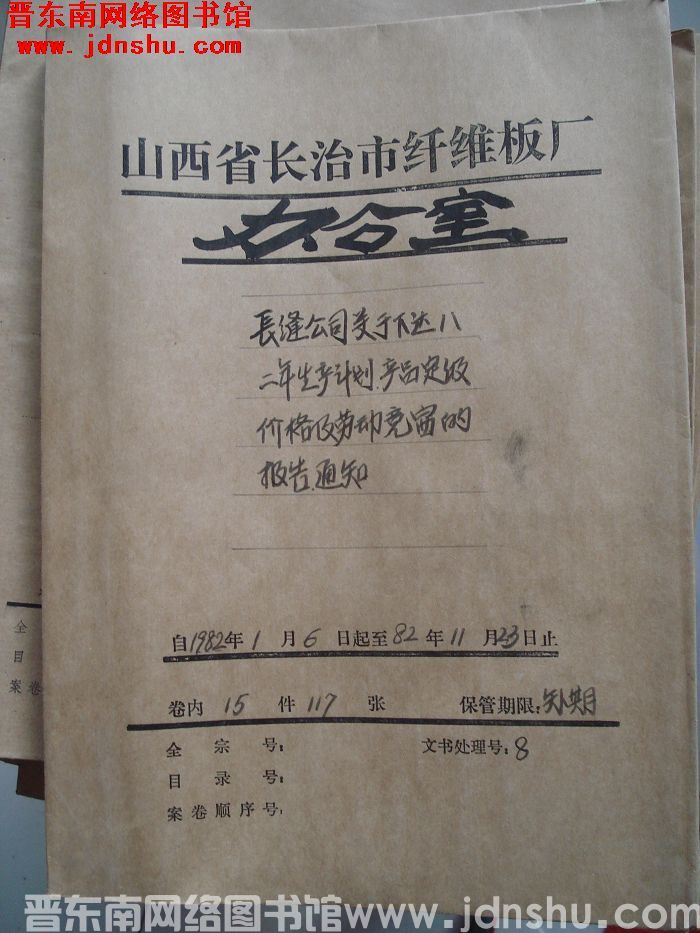 晋东南网络图书馆
www.jdnshu.com
山西省长治市纤维板厂
办公室
長缝公司关于下达八
二年生产计划.产品定级
价格及劳动竞赛的
报告.通知
自1982年1月6日起至82年11月23日止
卷内15件117张 保管期限:短期
全宗号: 文书处理号:8
目录号:
案卷顺序号:
全
目
案卷
晋东南网络图书馆www.jdnshu.com